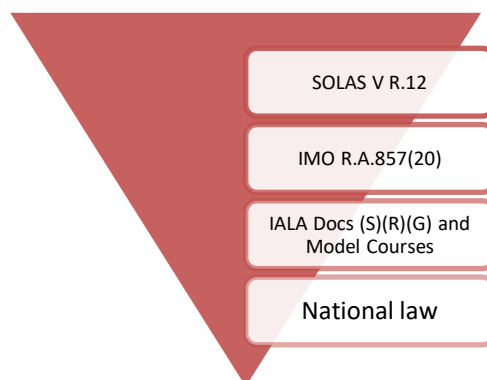 SOLAS V R.12
IMO R.A.857(20)
IALA Docs (S)(R)(G) and
Model Courses
National law